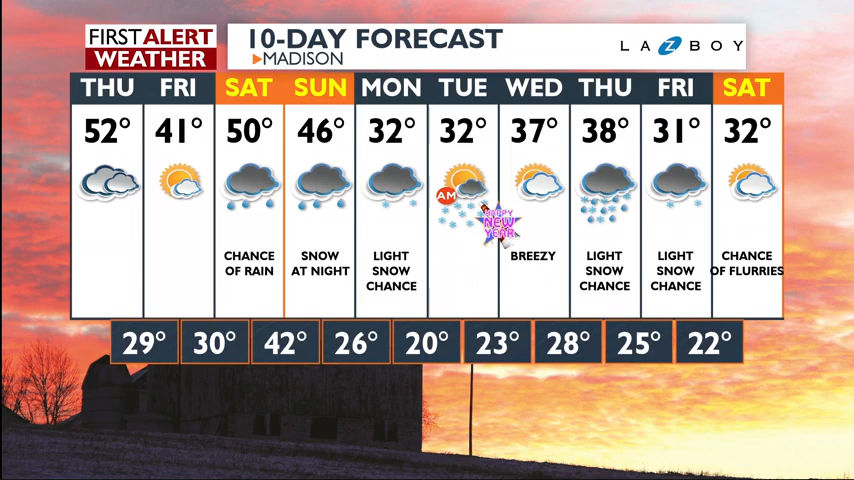 FIRST ALERT
WEATHER
10-DAY FORECAST
MADISON
LA Z BOY
THU FRI SAT SUN MON TUE WED THU FRI SAT
52° 41° 50° 46° 32° 32° 37° 38° 31° 32°
AM
HAPPY
NEW
YEAR
CHANCE
OF RAIN
SNOW
AT NIGHT
LIGHT
SNOW
CHANCE
BREEZY
LIGHT
SNOW
CHANCE
LIGHT
SNOW
CHANCE
CHANCE
OF FLURRIES
29° 30° 42° 26° 20° 23° 28° 25° 22°